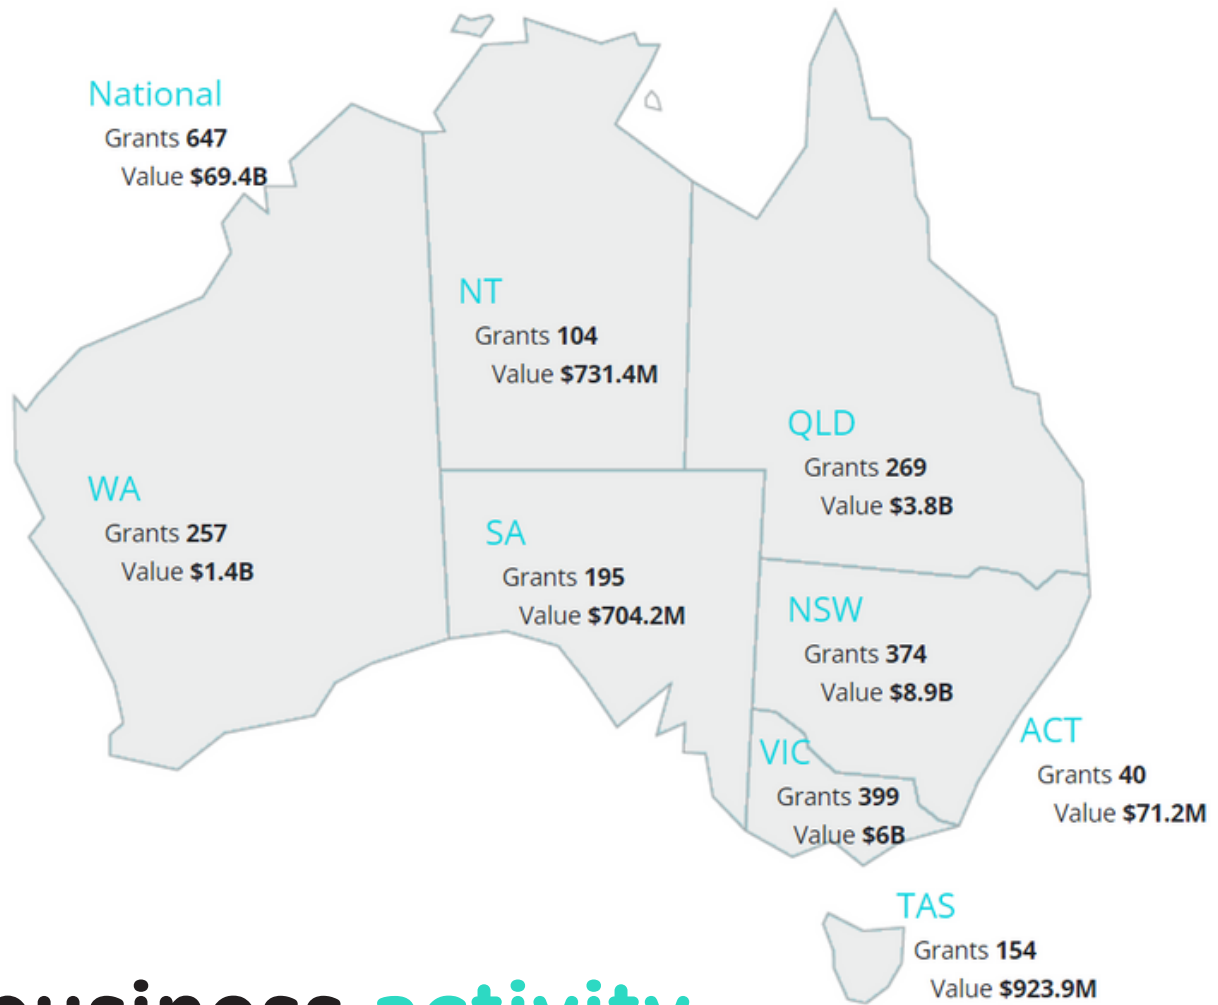 National
Grants 647
Value $69.4B
NT
Grants 104
Value $731.4M
QLD
Grants 269
Value $3.8B
WA
Grants 257
Value $1.4B
SA
Grants 195
Value $704.2M
NSW
Grants 374
Value $8.9B
ACT
Grants 40
Value $71.2M
VIC
Grants 399
Value $6B
TAS
Grants 154
Value $923.9M
business activity